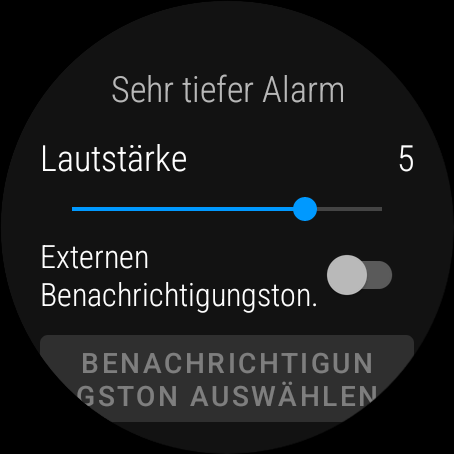 Sehr tiefer Alarm
Lautstärke 5
Externen
Benachrichtigungston.
BENACHRICHTIGUN
GSTON AUSWÄHLEN